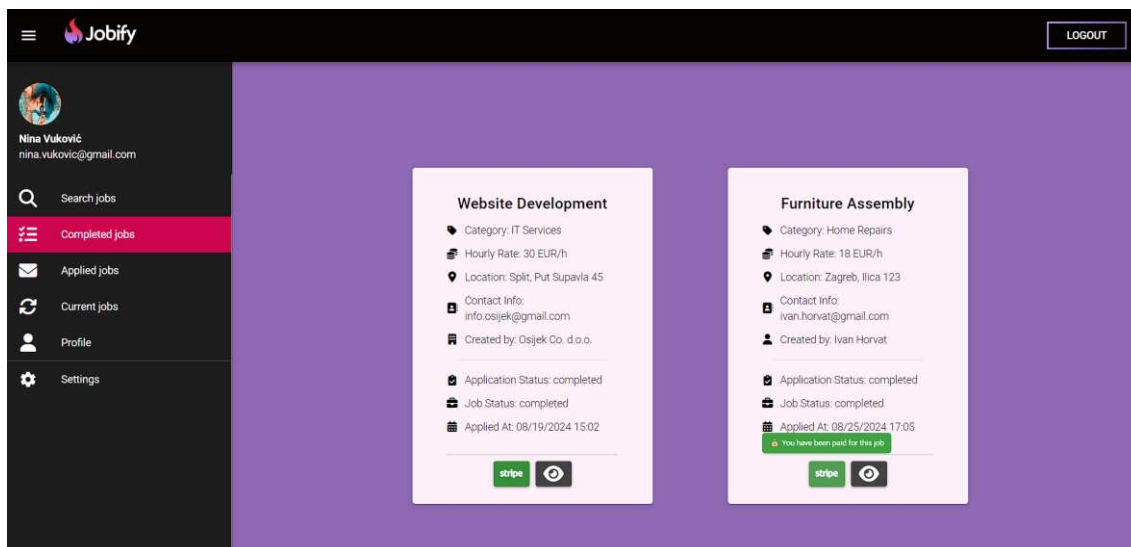 Jobify
LOGOUT
Nina Vuković
nina.vukovic@gmail.com
Search jobs
Completed jobs
Applied jobs
Current jobs
Profile
Settings
Website Development
Category: IT Services
Hourly Rate: 30 EUR/h
Location: Split, Put Supavla 45
Contact Info:
info.osijek@gmail.com
Created by: Osijek Co. d.o.o.
Application Status: completed
Job Status: completed
Applied At: 08/19/2024 15:02
stripe
Furniture Assembly
Category: Home Repairs
Hourly Rate: 18 EUR/h
Location: Zagreb, Ilica 123
Contact Info:
ivan.horvat@gmail.com
Created by: Ivan Horvat
Application Status: completed
Job Status: completed
Applied At: 08/25/2024 17:05
You have been paid for this job
stripe